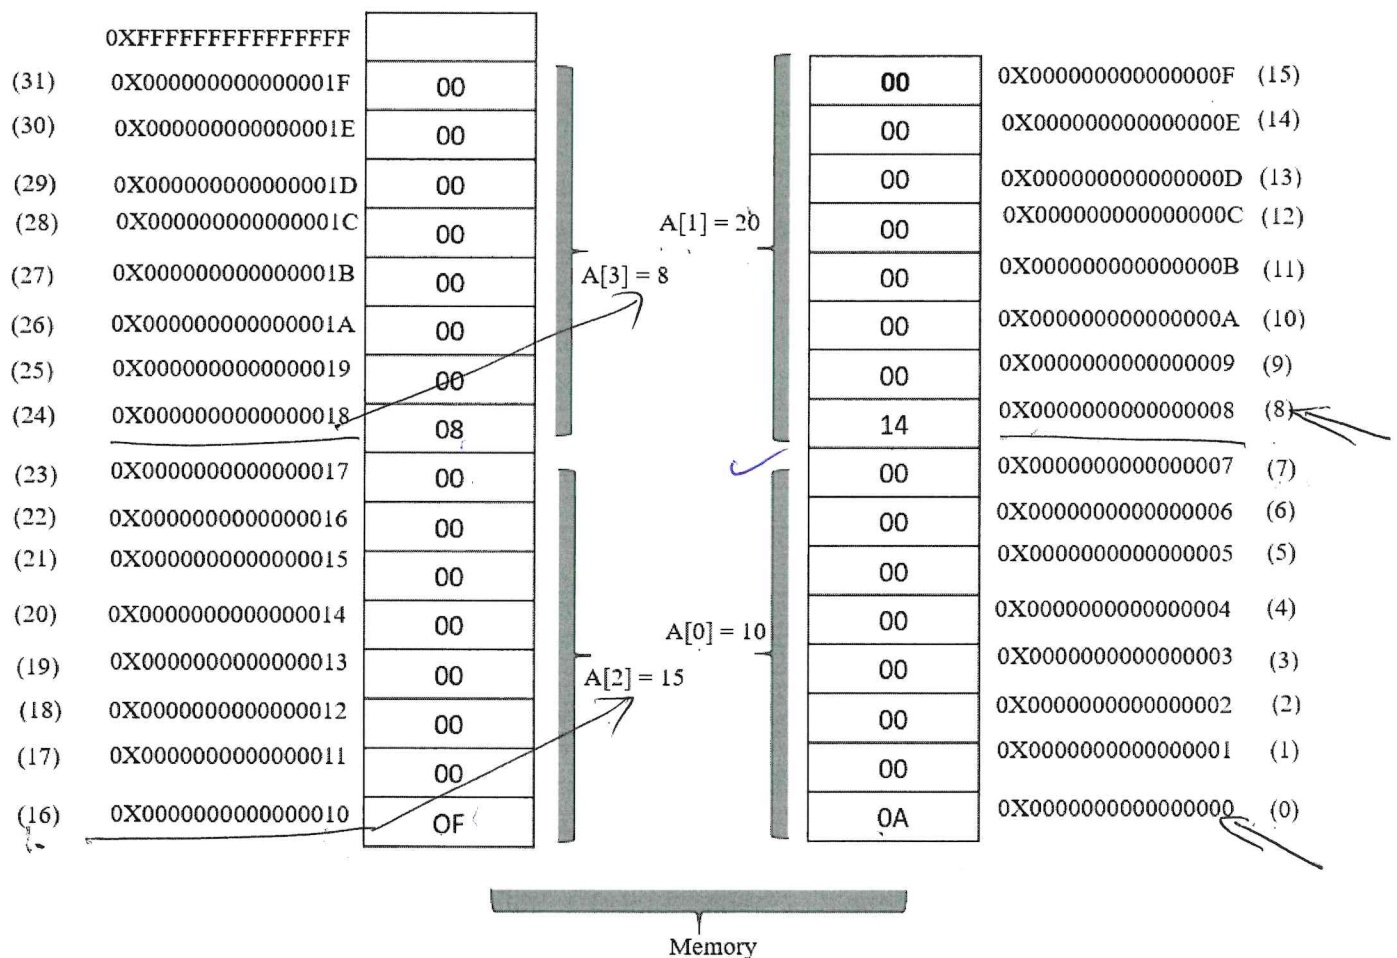 0XFFFFFFFFFFFFFFFF
(31) 0X000000000000001F 00
(30) 0X000000000000001E 00
(29) 0X000000000000001D 00
(28) 0X000000000000001C 00
(27) 0X000000000000001B 00
(26) 0X000000000000001A 00
(25) 0X0000000000000019 00
(24) 0X0000000000000018 08
(23) 0X0000000000000017 00
(22) 0X0000000000000016 00
(21) 0X0000000000000015 00
(20) 0X0000000000000014 00
(19) 0X0000000000000013 00
(18) 0X0000000000000012 00
(17) 0X0000000000000011 00
(16) 0X0000000000000010 OF
A[3] = 8
A[2] = 15
A[1] = 20
A[0] = 10
00 0X000000000000000F (15)
00 0X000000000000000E (14)
00 0X000000000000000D (13)
00 0X000000000000000C (12)
00 0X000000000000000B (11)
00 0X000000000000000A (10)
00 0X0000000000000009 (9)
14 0X0000000000000008 (8)
00 0X0000000000000007 (7)
00 0X0000000000000006 (6)
00 0X0000000000000005 (5)
00 0X0000000000000004 (4)
00 0X0000000000000003 (3)
00 0X0000000000000002 (2)
00 0X0000000000000001 (1)
0A 0X0000000000000000 (0)
Memory